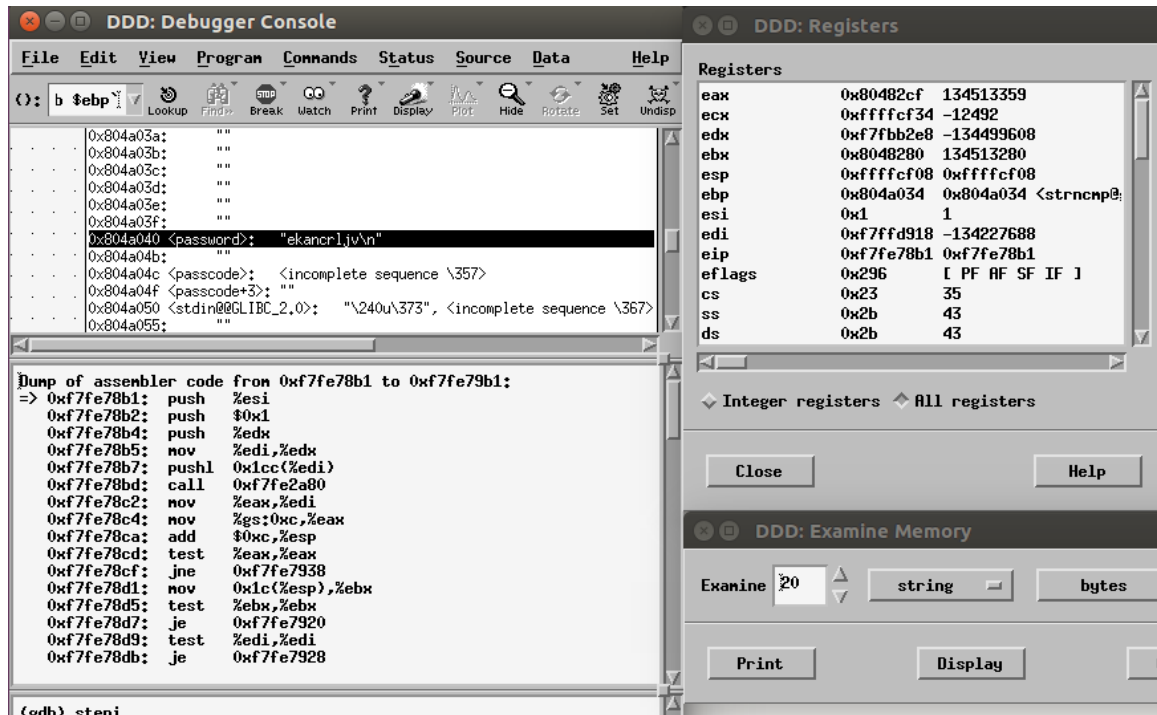 DDD: Debugger Console
File Edit View Program Commands Status Source Data Help
(): b $ebp
Lookup Find» Break Watch Print Display Plot Hide Rotate Set Undisp
0x804a03a: ""
0x804a03b: ""
0x804a03c: ""
0x804a03d: ""
0x804a03e: ""
0x804a03f: ""
0x804a040 <password>: "ekancrl,jv\n"
0x804a04b: ""
0x804a04c <passcode>: <incomplete sequence \357>
0x804a04f <passcode+3>: ""
0x804a050 <stdin@@GLIBC_2.0>: "\240u\373", <incomplete sequence \367>
0x804a055: ""
Dump of assembler code from 0xf7fe78b1 to 0xf7fe79b1:
=> 0xf7fe78b1: push %esi
0xf7fe78b2: push $0x1
0xf7fe78b4: push %edx
0xf7fe78b5: mov %edi,%edx
0xf7fe78b7: pushl 0x1cc(%edi)
0xf7fe78bd: call 0xf7fe2a80
0xf7fe78c2: mov %eax,%edi
0xf7fe78c4: mov %gs:0xc,%eax
0xf7fe78ca: add $0xc,%esp
0xf7fe78cd: test %eax,%eax
0xf7fe78cf: jne 0xf7fe7938
0xf7fe78d1: mov 0x1c(%esp),%ebx
0xf7fe78d5: test %ebx,%ebx
0xf7fe78d7: je 0xf7fe7920
0xf7fe78d9: test %edi,%edi
0xf7fe78db: je 0xf7fe7928
(gdb) stepi
DDD: Registers
Registers
eax 0x80482cf 134513359
ecx 0xffffcf34 -12492
edx 0xf7fbb2e8 -134499608
ebx 0x8048280 134513280
esp 0xffffcf08 0xffffcf08
ebp 0x804a034 0x804a034 <strncmp@
esi 0x1 1
edi 0xf7ffd918 -134227688
eip 0xf7fe78b1 0xf7fe78b1
eflags 0x296 [ PF AF SF IF ]
cs 0x23 35
ss 0x2b 43
ds 0x2b 43
Integer registers All registers
Close Help
DDD: Examine Memory
Examine 20 string bytes
Print Display